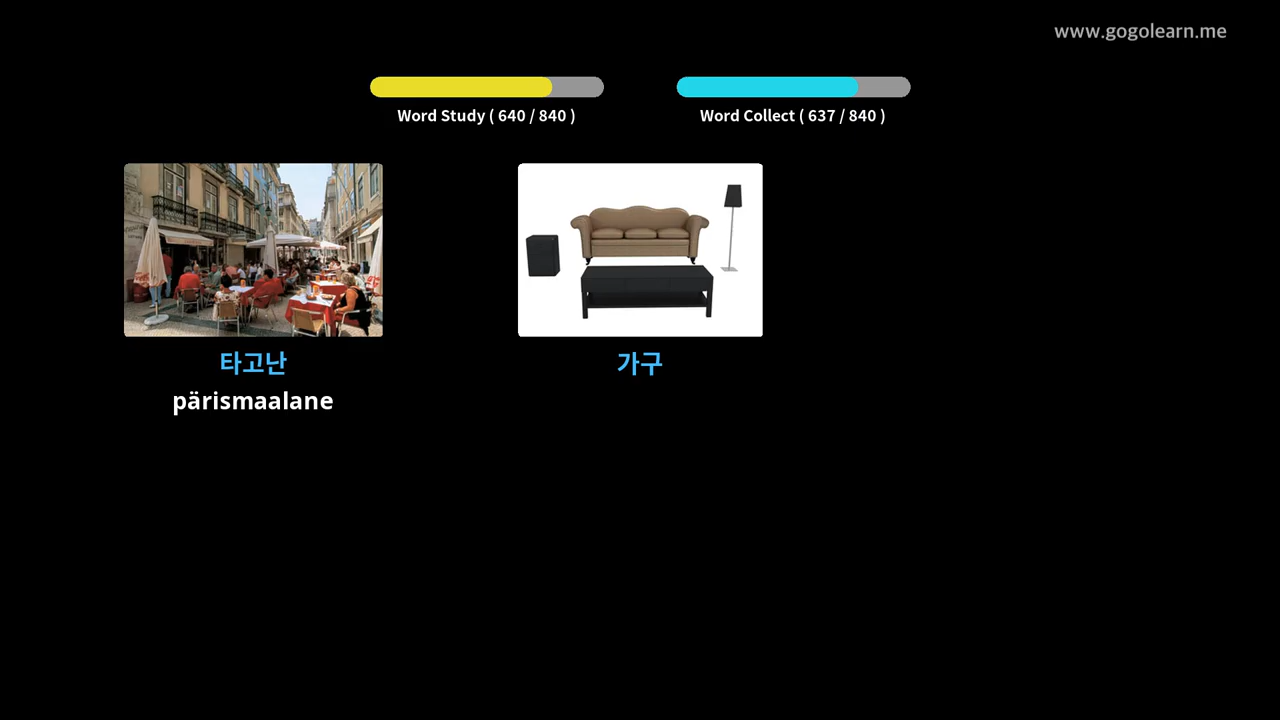 www.gogolearn.me
Word Study ( 640 / 840 )
Word Collect ( 637 / 840 )
타고난
가구
pärismaalane